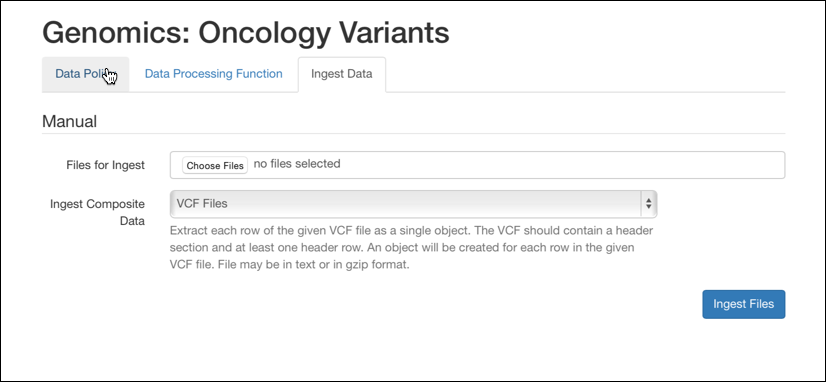 Genomics: Oncology Variants
Data Poli
Data Processing Function
Ingest Data
Manual
Files for Ingest
Choose Files no files selected
Ingest Composite
Data
VCF Files
Extract each row of the given VCF file as a single object. The VCF should contain a header
section and at least one header row. An object will be created for each row in the given
VCF file. File may be in text or in gzip format.
Ingest Files